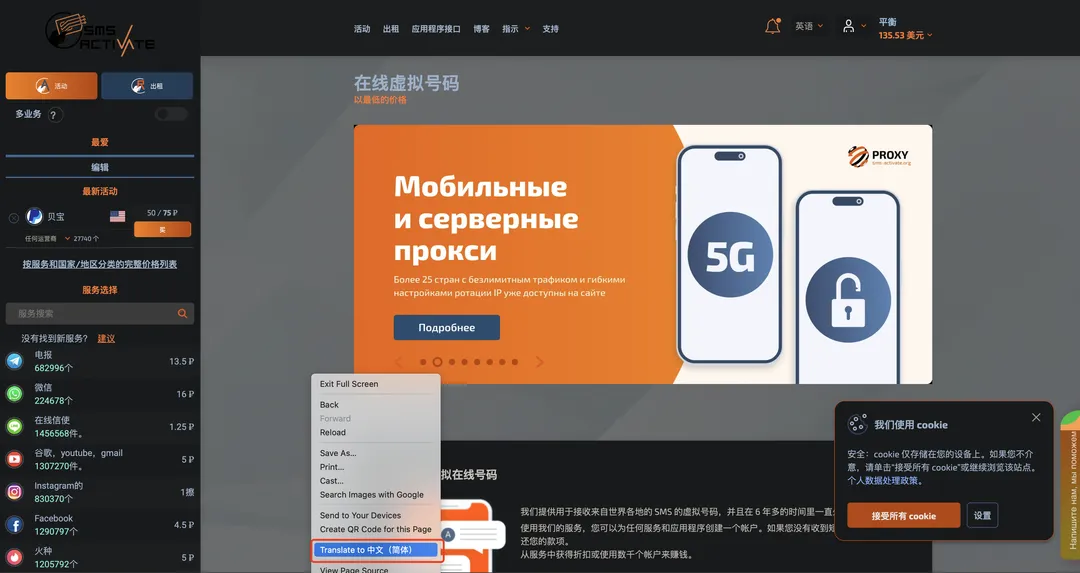 SMS
ACTIVATE
活动
出租
应用程序接口
博客
指示
支持
英语
平衡
135.53 美元
活动
出租
多业务 ?
最爱
编辑
最新活动
贝宝
50 / 75 ₽
买
任何运营商
27740 个
按服务和国家/地区分类的完整价格列表
服务选择
服务搜索
没有找到新服务? 建议
电报
682996个
13.5 ₽
微信
224678个
16 ₽
在线信使
1456568件。
1.25 ₽
谷歌，youtube，gmail
1307270件。
5 ₽
Instagram的
830370个
1擦
Facebook
1290797个
4.5 ₽
火种
1205792个
5 ₽
在线虚拟号码
以最低的价格
PROXY
sms-activate.org
Мобильные
и серверные
прокси
Более 25 стран с безлимитным трафиком и гибкими
настройками ротации IP уже доступны на сайте
Подробнее
5G
Exit Full Screen
Back
Forward
Reload
Save As...
Print...
Cast...
Search Images with Google
Send to Your Devices
Create QR Code for this Page
Translate to 中文（简体）
View Page Source
拟在线号码
A
我们提供用于接收来自世界各地的 SMS 的虚拟号码，并且在 6 年多的时间里一直
使用我们的服务，您可以为任何服务和应用程序创建一个帐户。如果您没有收到短
还您的款项。
从服务中获得折扣或使用数千个帐户来赚钱。
我们使用 cookie
安全：cookie 仅存储在您的设备上。如果您不介
意，请单击“接受所有 cookie”或继续浏览该站点。
个人数据处理政策。
接受所有 cookie
设置
Напишите нам, мы поможем